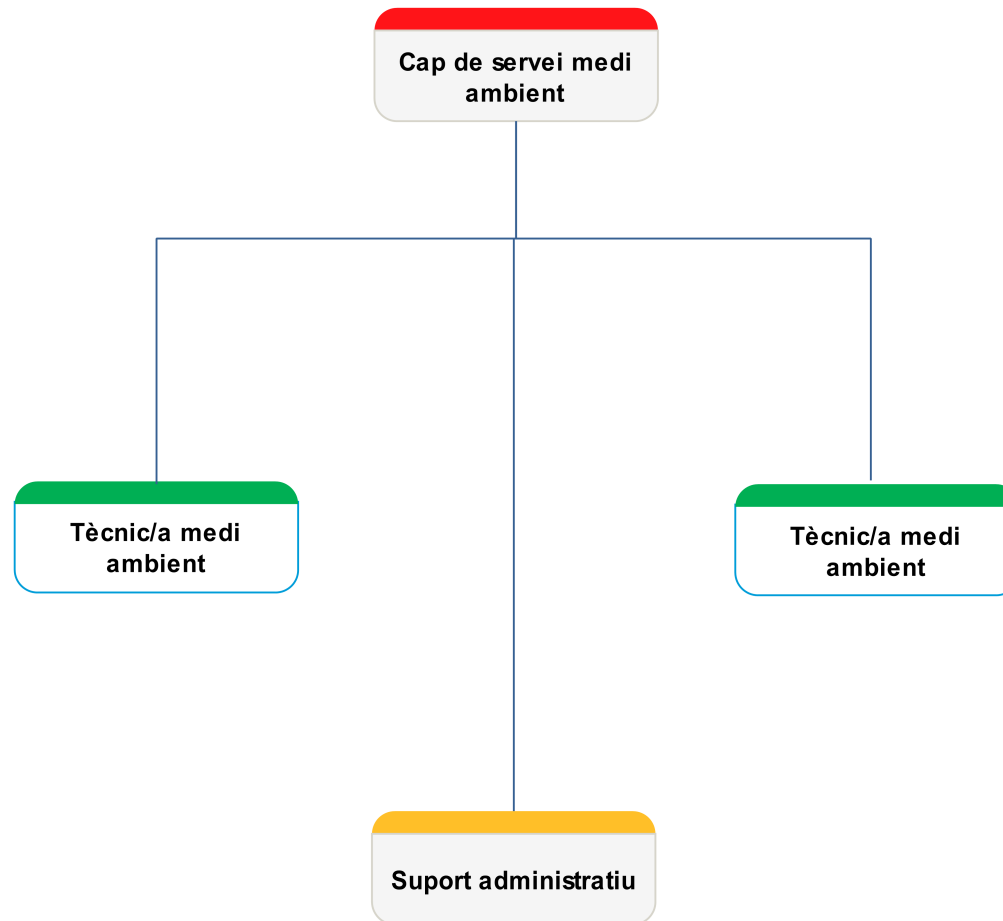 Cap de servei medi
ambient
Tècnic/a medi
ambient
Tècnic/a medi
ambient
Suport administratiu